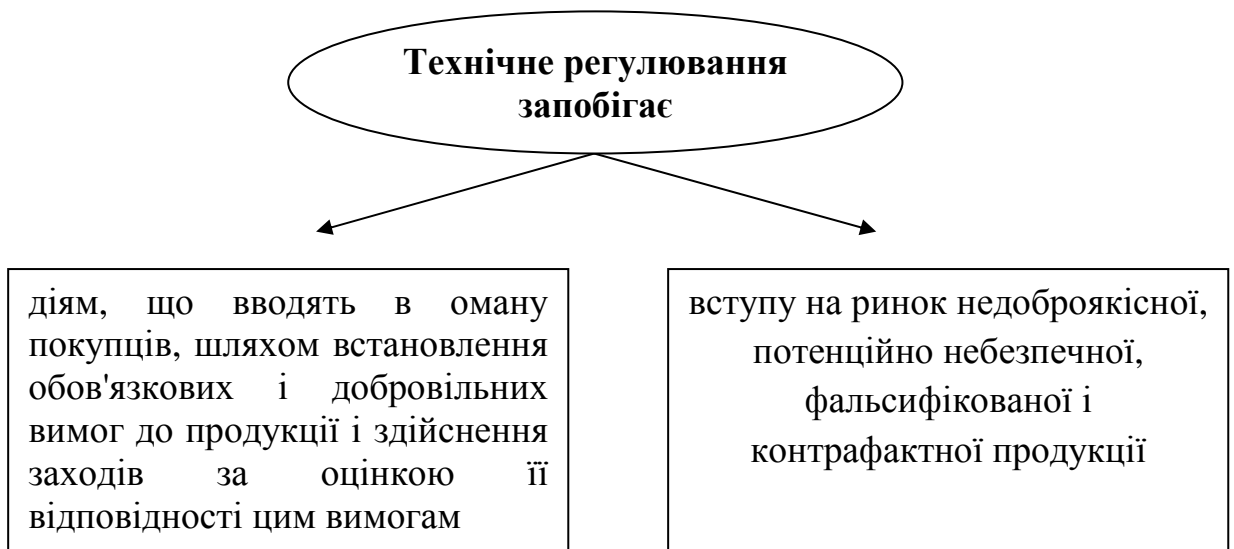 Технічне регулювання
запобігає
діям, що вводять в оману
покупців, шляхом встановлення
обов'язкових і добровільних
вимог до продукції і здійснення
заходів за оцінкою її
відповідності цим вимогам
вступу на ринок недоброякісної,
потенційно небезпечної,
фальсифікованої і
контрафактної продукції